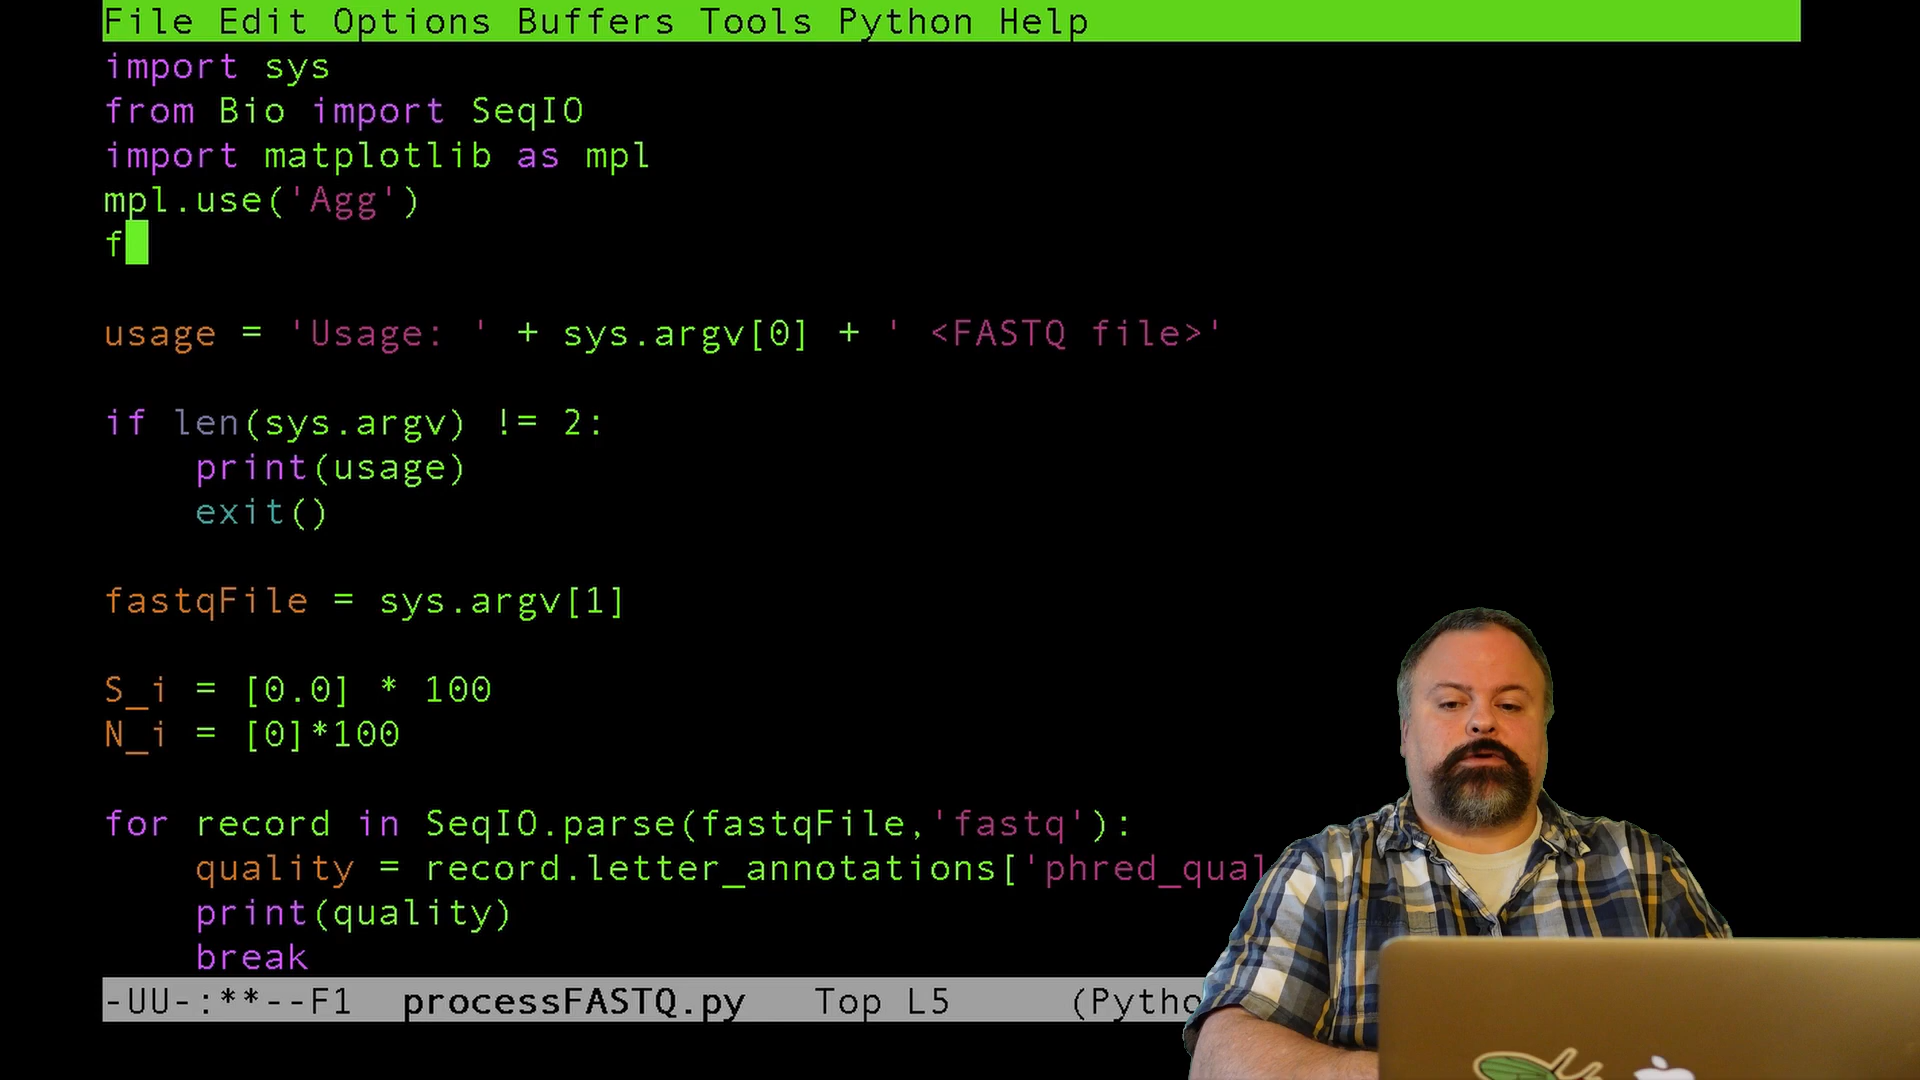 File Edit Options Buffers Tools Python Help
import sys
from Bio import SeqIO
import matplotlib as mpl
mpl.use('Agg')
f
usage = 'Usage: ' + sys.argv[0] + ' <FASTQ file>'
if len(sys.argv) != 2:
    print(usage)
    exit()
fastqFile = sys.argv[1]
S_i = [0.0] * 100
N_i = [0]*100
for record in SeqIO.parse(fastqFile,'fastq'):
    quality = record.letter_annotations['phred_qual
    print(quality)
    break
-UU-:**--F1  processFASTQ.py   Top L5     (Pytho